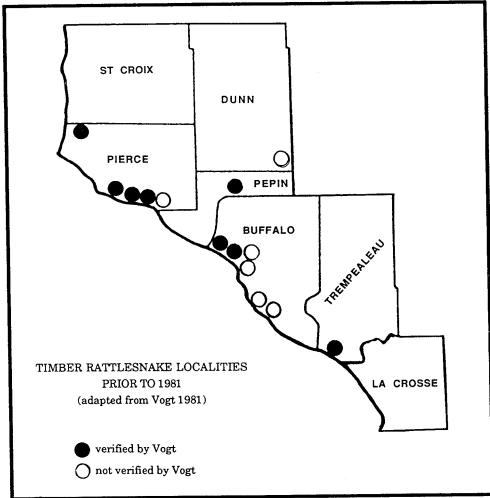 ST CROIX
DUNN
PIERCE
PEPIN
BUFFALO
TREMPEALEAU
LA CROSSE
TIMBER RATTLESNAKE LOCALITIES
PRIOR TO 1981
(adapted from Vogt 1981)
verified by Vogt
not verified by Vogt